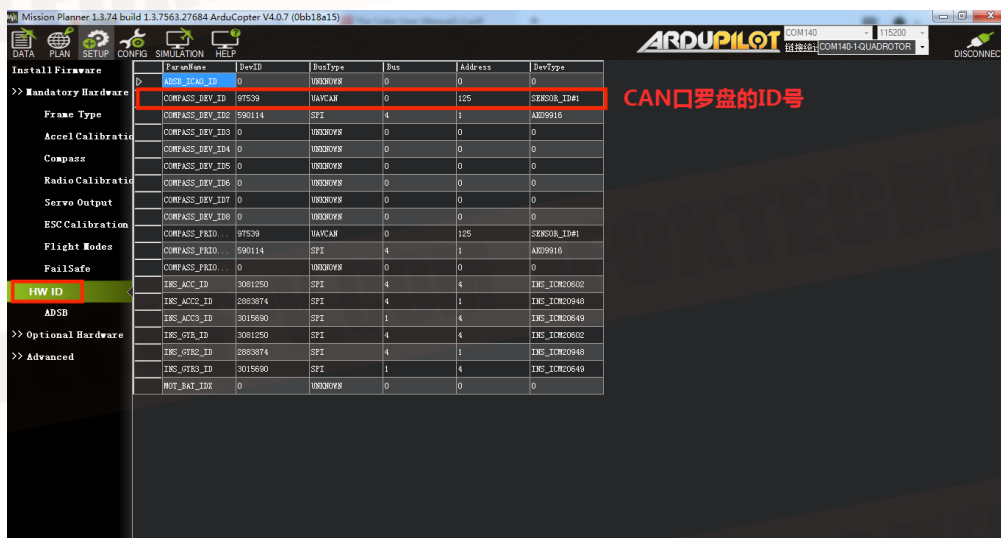 Mission Planner 1.3.74 build 1.3.7563.27684 ArduCopter V4.0.7 (0bb18a15)
DATA PLAN SETUP CONFIG SIMULATION HELP
ARDUPILOT
COM140 115200
链接统计 COM140-1-QUADROTOR
DISCONNEC
Install Firmware
>> Mandatory Hardware
Frame Type
Accel Calibratio
Compass
Radio Calibratio
Servo Output
ESC Calibration
Flight Modes
FailSafe
HW ID
ADSB
>> Optional Hardware
>> Advanced
ParamName DevID BusType Bus Address DevType
ADSB_ICAO_ID 0 UNKNOWN 0 0 0
COMPASS_DEV_ID 97539 UAVCAN 0 125 SENSOR_ID#1
COMPASS_DEV_ID2 590114 SPI 4 1 AK09916
COMPASS_DEV_ID3 0 UNKNOWN 0 0 0
COMPASS_DEV_ID4 0 UNKNOWN 0 0 0
COMPASS_DEV_ID5 0 UNKNOWN 0 0 0
COMPASS_DEV_ID6 0 UNKNOWN 0 0 0
COMPASS_DEV_ID7 0 UNKNOWN 0 0 0
COMPASS_DEV_ID8 0 UNKNOWN 0 0 0
COMPASS_PRIO... 97539 UAVCAN 0 125 SENSOR_ID#1
COMPASS_PRIO... 590114 SPI 4 1 AK09916
COMPASS_PRIO... 0 UNKNOWN 0 0 0
INS_ACC_ID 3081250 SPI 4 4 INS_ICM20602
INS_ACC2_ID 2883874 SPI 4 1 INS_ICM20948
INS_ACC3_ID 3015690 SPI 1 4 INS_ICM20649
INS_GYR_ID 3081250 SPI 4 4 INS_ICM20602
INS_GYR2_ID 2883874 SPI 4 1 INS_ICM20948
INS_GYR3_ID 3015690 SPI 1 4 INS_ICM20649
MOT_BAT_IDX 0 UNKNOWN 0 0 0
CAN口罗盘的ID号